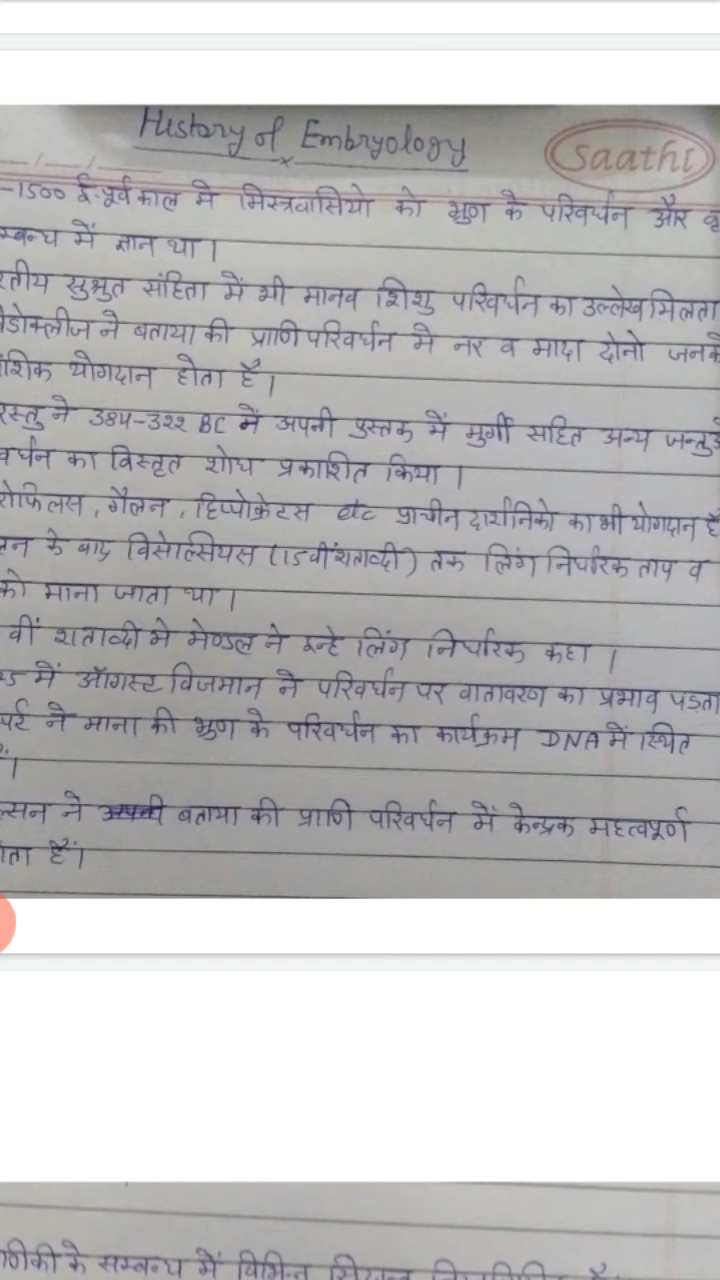 History of Embryology
Saathi
-1500 ई.पूर्व काल मे मिस्त्रवासियो को भ्रुण के परिवर्धन और वृ
म्बन्ध में ज्ञान था।
रतीय सुश्रुत संहिता में भी मानव शिशु परिवर्धन का उल्लेख मिलता
पेडोक्लीज ने बताया की प्राणि परिवर्धन मे नर व मादा दोनो जनको
ंशिक योगदान होता है।
रस्तु ने 384-322 BC में अपनी पुस्तक में मुर्गी सहित अन्य जन्तुओ
वर्धन का विस्तृत शोध प्रकाशित किया।
रोफिलस, गैलन, हिप्पोक्रेटस etc प्राचीन दार्शनिको का भी योगदान है
लन के बाद विसेल्सियस (15वीं शताव्दी) तक लिंग निर्धारक ताप व
को माना जाता था।
वीं शताव्दी मे मेण्डल ने इन्हे लिंग निर्धारक कहा।
में ऑगस्ट विजमान ने परिवर्धन पर वातावरण का प्रभाव पड़ता
पर्ट ने माना की भ्रुण के परिवर्धन का कार्यक्रम DNA में स्थित
हैं।
ल्सन ने बताया की प्राणि परिवर्धन में केन्द्रक महत्वपूर्ण
ोता हैं।
के सम्बन्ध में विभिन्न